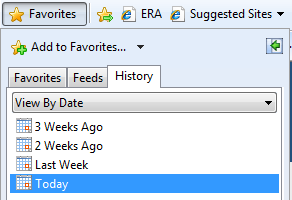 Favorites ERA Suggested Sites
Add to Favorites...
Favorites Feeds History
View By Date
3 Weeks Ago
2 Weeks Ago
Last Week
Today